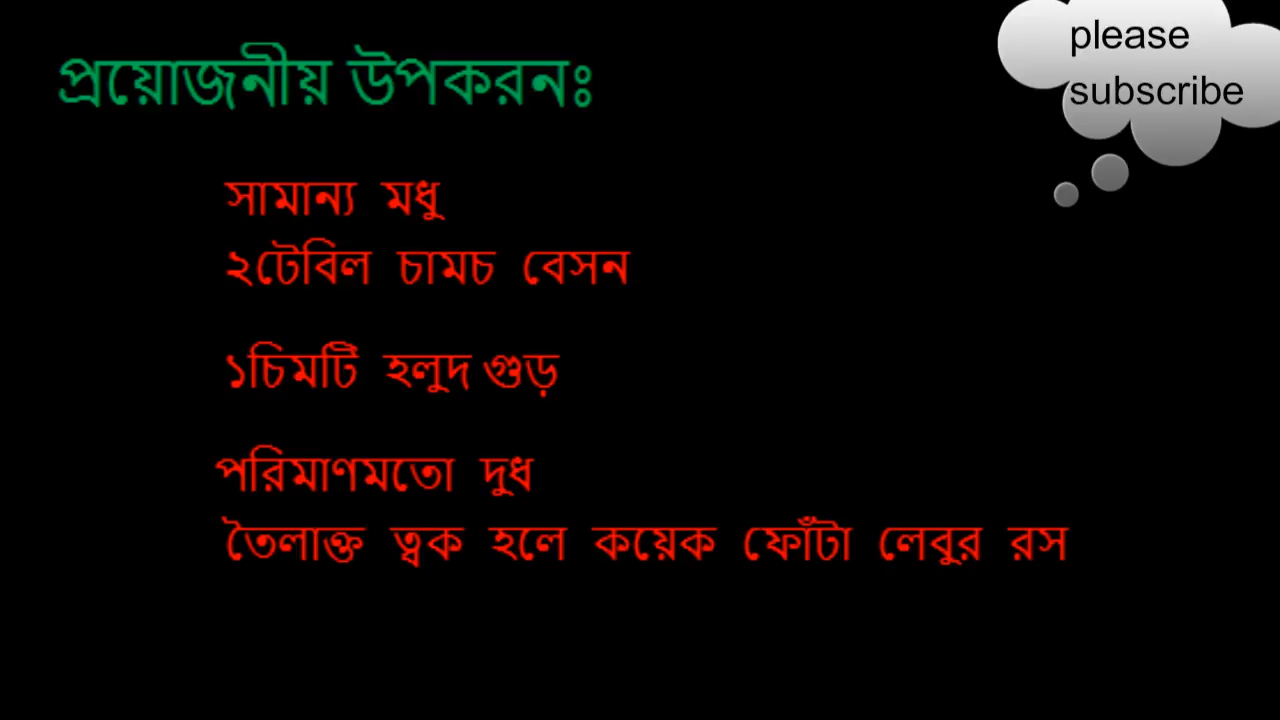 প্রয়োজনীয় উপকরনঃ
please
subscribe
সামান্য মধু
২টেবিল চামচ বেসন
১চিমটি হলুদ গুড়
পরিমাণমতো দুধ
তৈলাক্ত ত্বক হলে কয়েক ফোঁটা লেবুর রস